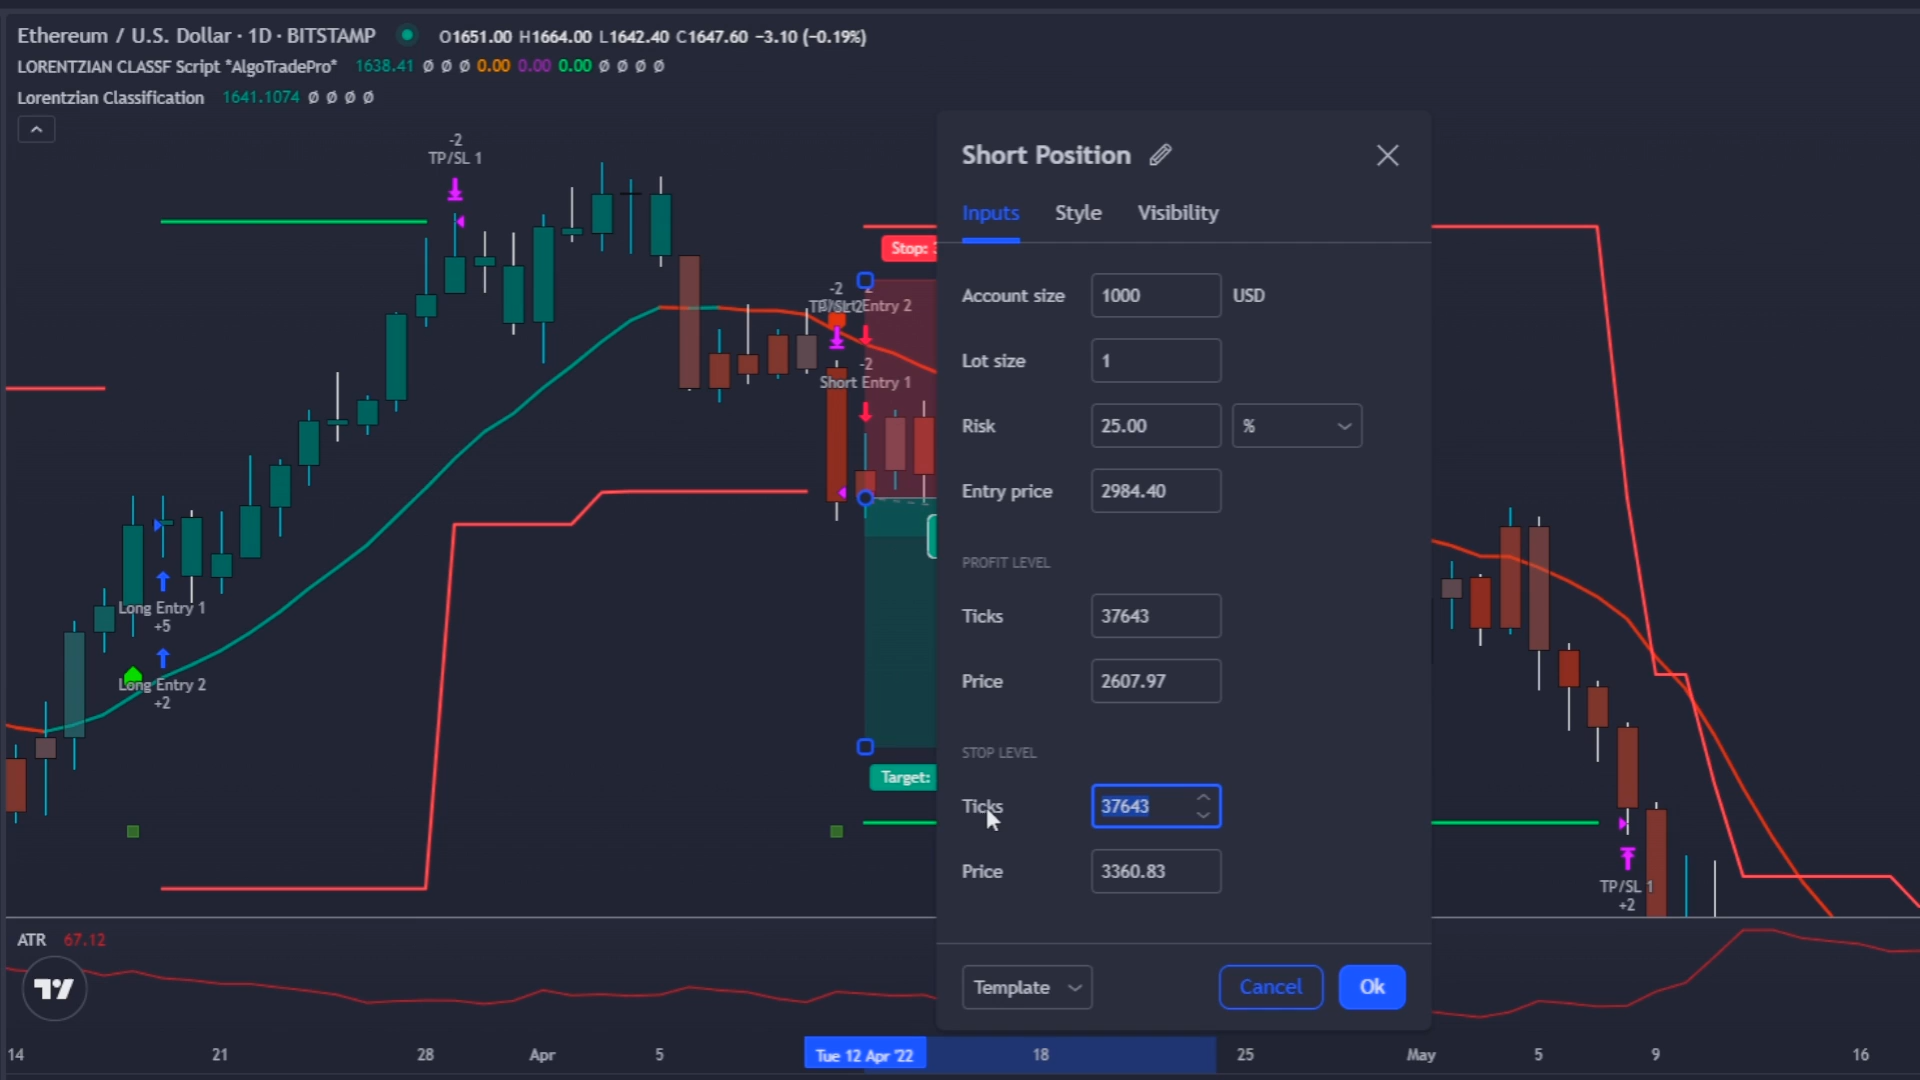 Ethereum / U.S. Dollar · 1D · BITSTAMP O1651.00 H1664.00 L1642.40 C1647.60 −3.10 (−0.19%)
LORENTZIAN CLASSF Script *AlgoTradePro* 1638.41 ø ø ø 0.00 0.00 0.00 ø ø ø ø
Lorentzian Classification 1641.1074 ø ø ø ø
-2
TP/SL 1
Short Position
Inputs Style Visibility
Stop:
-2
TP/SL 2
Entry 2
-2
Short Entry 1
Account size 1000 USD
Lot size 1
Risk 25.00 %
Entry price 2984.40
PROFIT LEVEL
Ticks 37643
Price 2607.97
STOP LEVEL
Ticks 37643
Price 3360.83
Long Entry 1
+5
Long Entry 2
+2
Target:
TP/SL 1
+2
ATR 67.12
Template Cancel Ok
14 21 28 Apr 5 Tue 12 Apr '22 18 25 May 5 9 16